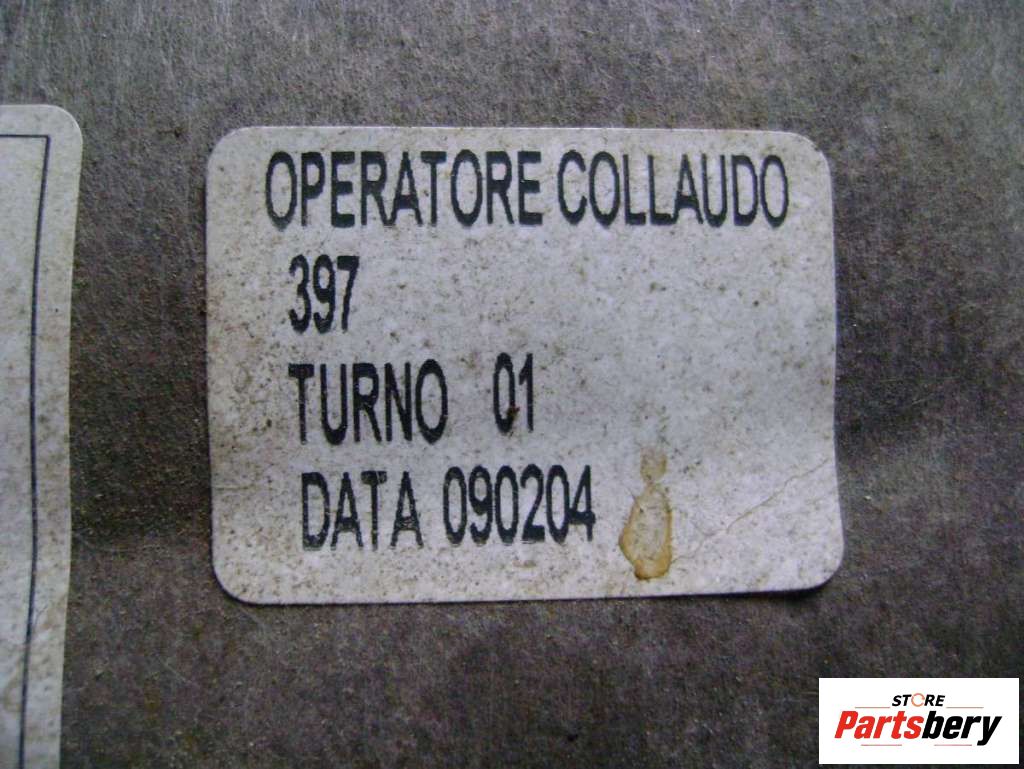 OPERATORE COLLAUDO
397
TURNO 01
DATA 090204
STORE
Partsbery